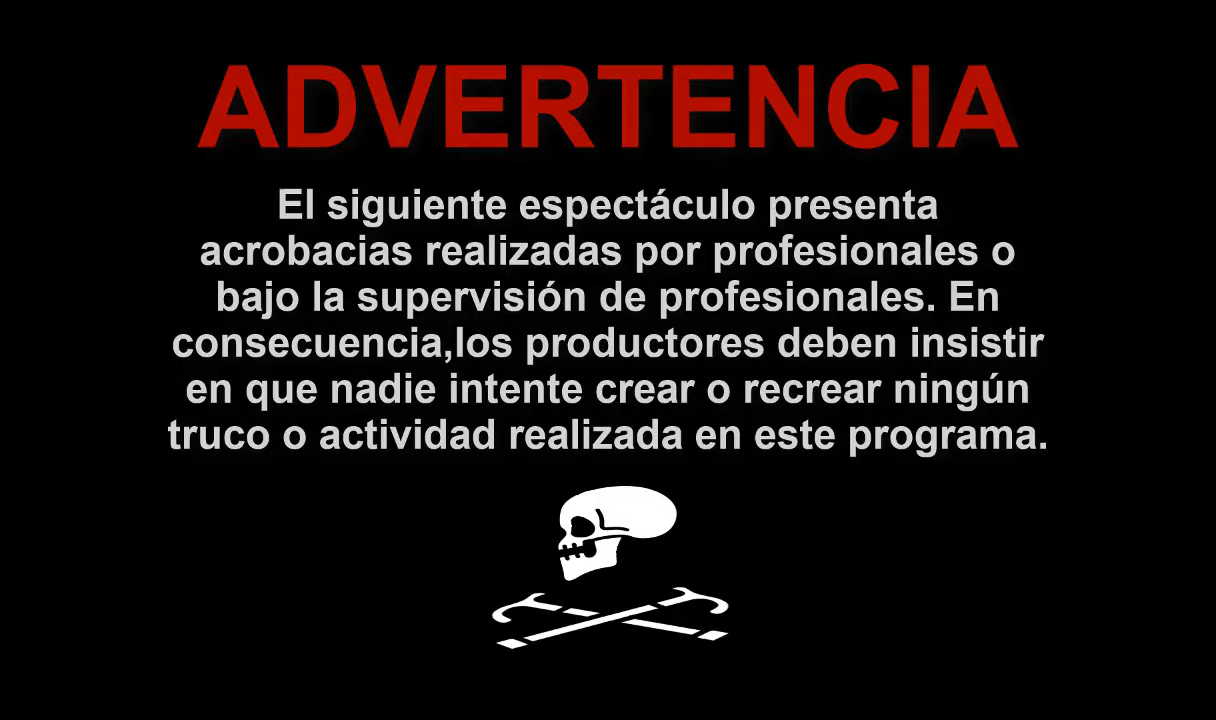 ADVERTENCIA
El siguiente espectáculo presenta
acrobacias realizadas por profesionales o
bajo la supervisión de profesionales. En
consecuencia,los productores deben insistir
en que nadie intente crear o recrear ningún
truco o actividad realizada en este programa.